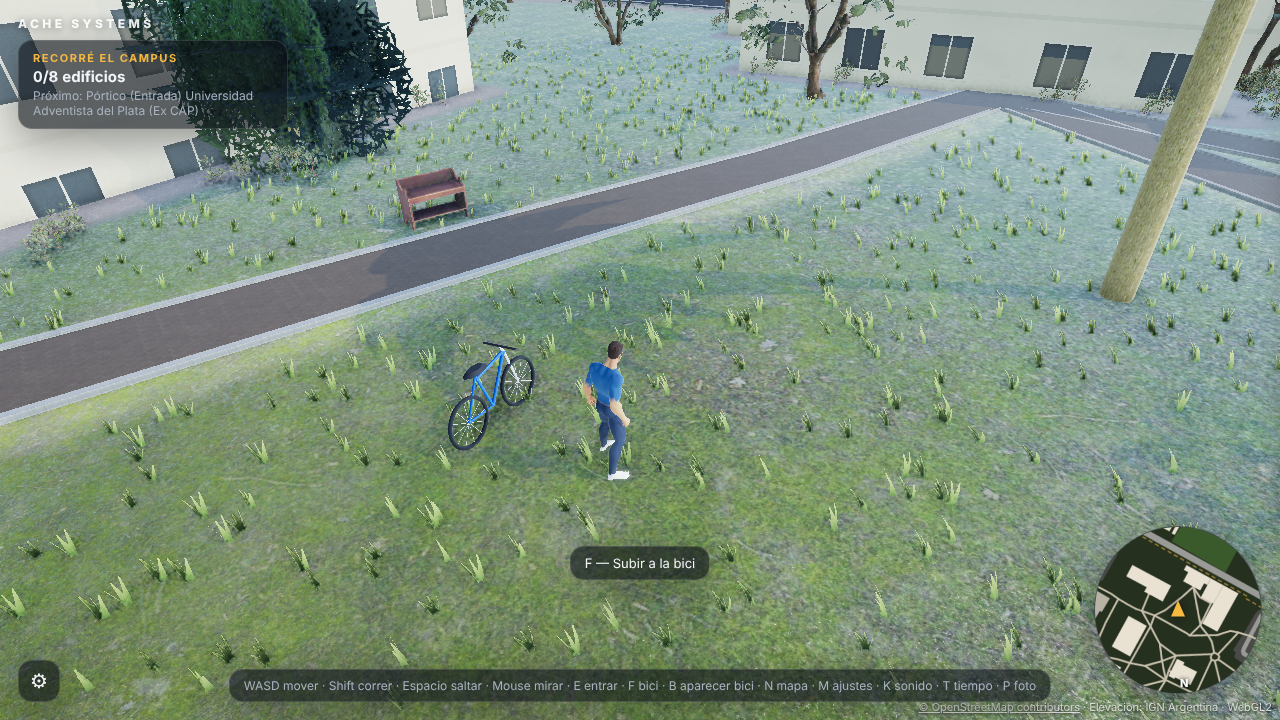 ACHE SYSTEMS
RECORRÉ EL CAMPUS
0/8 edificios
Próximo: Pórtico (Entrada) Universidad
Adventista del Plata (Ex CAP)
F — Subir a la bici
N
WASD mover · Shift correr · Espacio saltar · Mouse mirar · E entrar · F bici · B aparecer bici · N mapa · M ajustes · K sonido · T tiempo · P foto
© OpenStreetMap contributors · Elevación: IGN Argentina · WebGL2